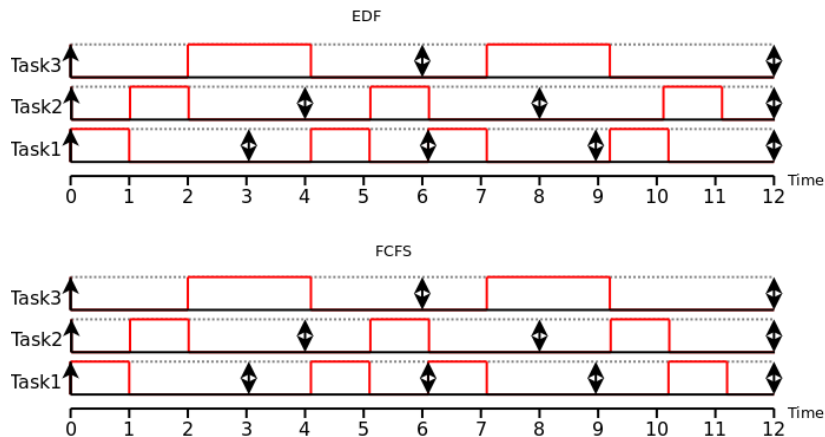 EDF
Task3
Task2
Task1
0 1 2 3 4 5 6 7 8 9 10 11 12 Time
FCFS
Task3
Task2
Task1
0 1 2 3 4 5 6 7 8 9 10 11 12 Time